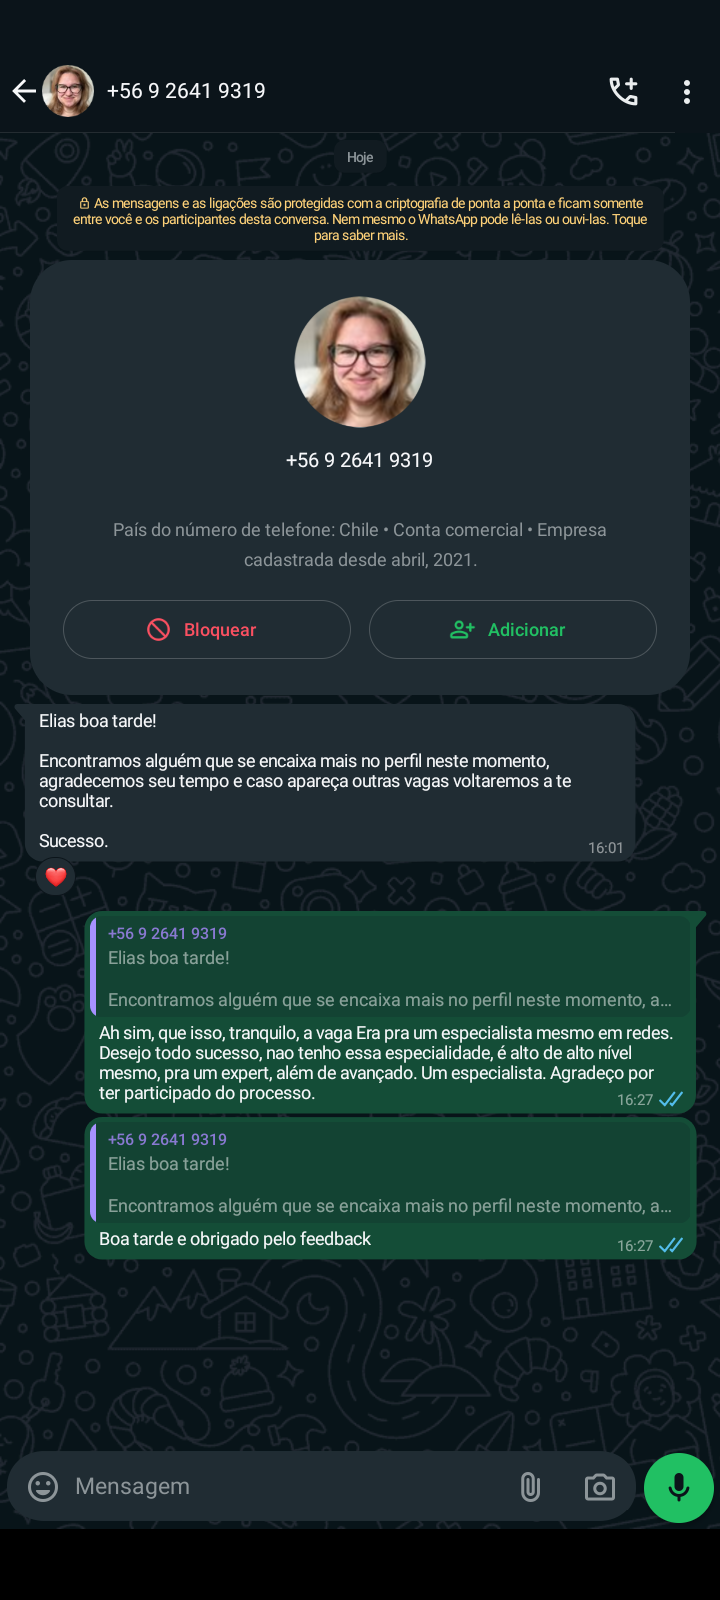 +56 9 2641 9319
Hoje
As mensagens e as ligações são protegidas com a criptografia de ponta a ponta e ficam somente
entre você e os participantes desta conversa. Nem mesmo o WhatsApp pode lê-las ou ouvi-las. Toque
para saber mais.
+56 9 2641 9319
País do número de telefone: Chile • Conta comercial • Empresa
cadastrada desde abril, 2021.
Bloquear
Adicionar
Elias boa tarde!
Encontramos alguém que se encaixa mais no perfil neste momento,
agradecemos seu tempo e caso apareça outras vagas voltaremos a te
consultar.
Sucesso.
16:01
+56 9 2641 9319
Elias boa tarde!
Encontramos alguém que se encaixa mais no perfil neste momento, a...
Ah sim, que isso, tranquilo, a vaga Era pra um especialista mesmo em redes.
Desejo todo sucesso, nao tenho essa especialidade, é alto de alto nível
mesmo, pra um expert, além de avançado. Um especialista. Agradeço por
ter participado do processo.
16:27
+56 9 2641 9319
Elias boa tarde!
Encontramos alguém que se encaixa mais no perfil neste momento, a...
Boa tarde e obrigado pelo feedback
16:27
Mensagem